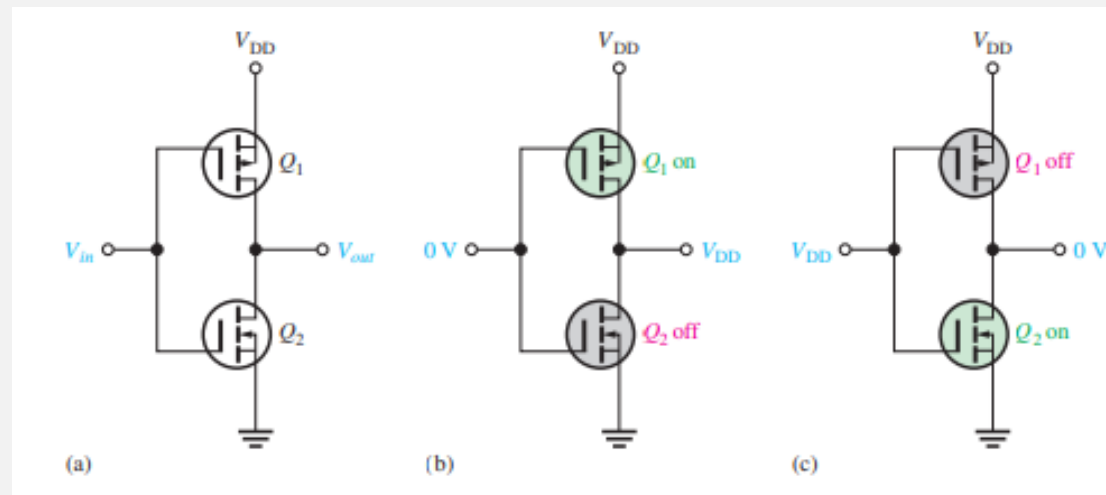 VDD
Q1
Vin
Vout
Q2
(a)
VDD
Q1 on
0 V
VDD
Q2 off
(b)
VDD
Q1 off
VDD
0 V
Q2 on
(c)